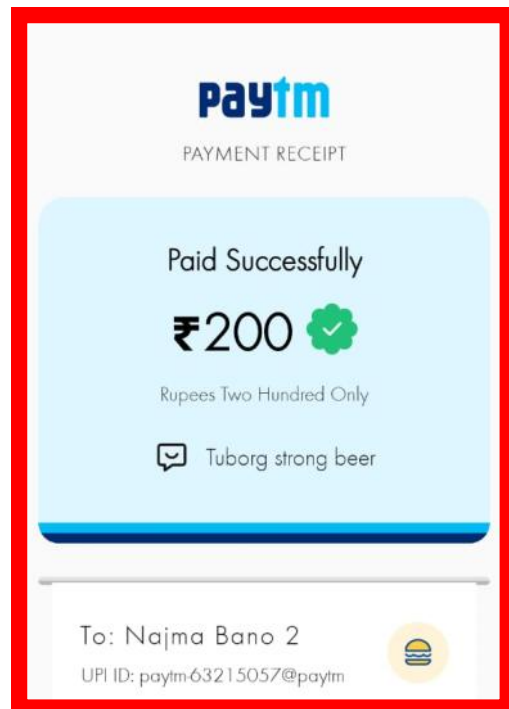 paytm
PAYMENT RECEIPT
Paid Successfully
₹200
Rupees Two Hundred Only
Tuborg strong beer
To: Najma Bano 2
UPI ID: paytm-63215057@paytm